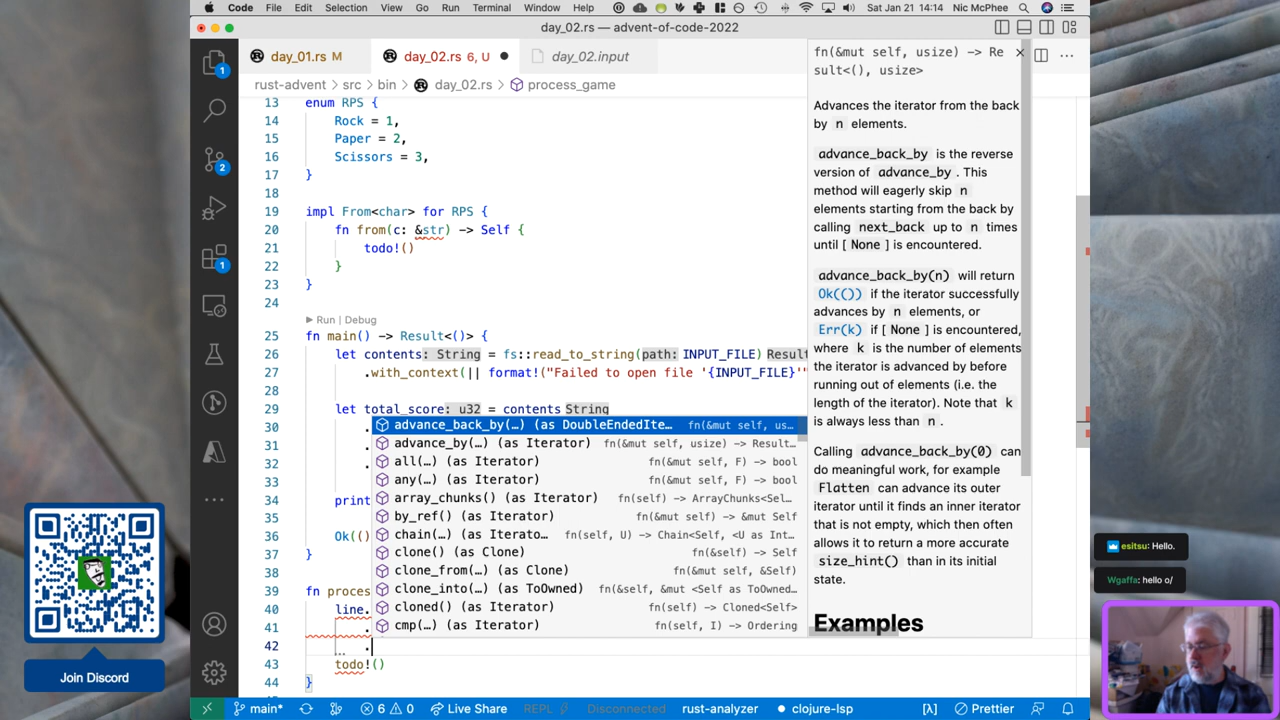 Code File Edit Selection View Go Run Terminal Window Help Sat Jan 21 14:14 Nic McPhee
day_02.rs — advent-of-code-2022
day_01.rs M
day_02.rs 6, U
day_02.input
rust-advent > src > bin > day_02.rs > process_game
13 enum RPS {
14 Rock = 1,
15 Paper = 2,
16 Scissors = 3,
17 }
18
19 impl From<char> for RPS {
20 fn from(c: &str) -> Self {
21 todo!()
22 }
23 }
24
Run | Debug
25 fn main() -> Result<()> {
26 let contents: String = fs::read_to_string(path: INPUT_FILE) Result
27 .with_context(|| format!("Failed to open file '{INPUT_FILE}'"
28
29 let total_score: u32 = contents String
30 .
31 .
32 .
33
34 print
35
36 Ok(()
37 }
38
39 fn proces
40 line.
41 .
42 .
43 todo!()
44 }
advance_back_by(…) (as DoubleEndedIte… fn(&mut self, us…
advance_by(…) (as Iterator) fn(&mut self, usize) -> Result…
all(…) (as Iterator) fn(&mut self, F) -> bool
any(…) (as Iterator) fn(&mut self, F) -> bool
array_chunks() (as Iterator) fn(self) -> ArrayChunks<Sel…
by_ref() (as Iterator) fn(&mut self) -> &mut Self
chain(…) (as Iterato… fn(self, U) -> Chain<Self, <U as Int…
clone() (as Clone) fn(&self) -> Self
clone_from(…) (as Clone) fn(&mut self, &Self)
clone_into(…) (as ToOwned) fn(&self, &mut <Self as ToOwned…
cloned() (as Iterator) fn(self) -> Cloned<Self>
cmp(…) (as Iterator) fn(self, I) -> Ordering
fn(&mut self, usize) -> Re
sult<(), usize>
Advances the iterator from the back
by n elements.
advance_back_by is the reverse
version of advance_by . This
method will eagerly skip n
elements starting from the back by
calling next_back up to n times
until [ None ] is encountered.
advance_back_by(n) will return
Ok(()) if the iterator successfully
advances by n elements, or
Err(k) if [ None ] is encountered,
where k is the number of elements
the iterator is advanced by before
running out of elements (i.e. the
length of the iterator). Note that k
is always less than n .
Calling advance_back_by(0) can
do meaningful work, for example
Flatten can advance its outer
iterator until it finds an inner iterator
that is not empty, which then often
allows it to return a more accurate
size_hint() than in its initial
state.
Examples
1
2
1
main* 6 0 Live Share REPL Disconnected rust-analyzer clojure-lsp [λ] Prettier
Join Discord
esitsu: Hello.
Wgaffa: hello o/